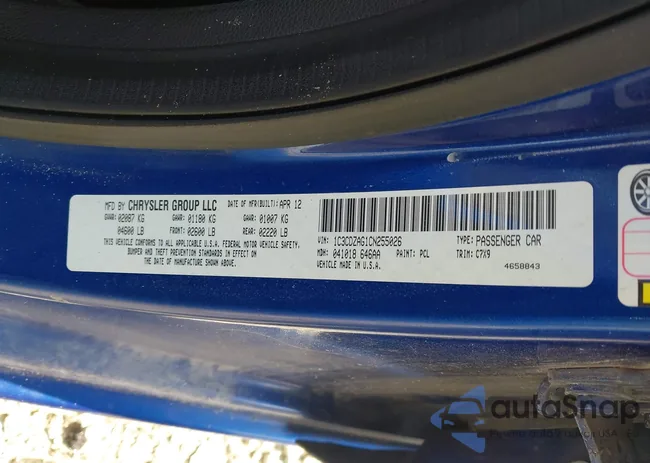 MFD BY CHRYSLER GROUP LLC DATE OF MFR(BUILT): APR 12
GVWR: 02087 KG GAWR: 01180 KG GAWR: 01007 KG
04600 LB FRONT: 02600 LB REAR: 02220 LB
THIS VEHICLE CONFORMS TO ALL APPLICABLE U.S.A. FEDERAL MOTOR VEHICLE SAFETY,
BUMPER AND THEFT PREVENTION STANDARDS IN EFFECT ON THE DATE OF
MANUFACTURE SHOWN ABOVE.
VIN: 1C3CDZAG1CN255026 TYPE: PASSENGER CAR
MDH: 041018 646AA PAINT: PCL TRIM: C7X9
VEHICLE MADE IN U.S.A. 4658843
autaSnap